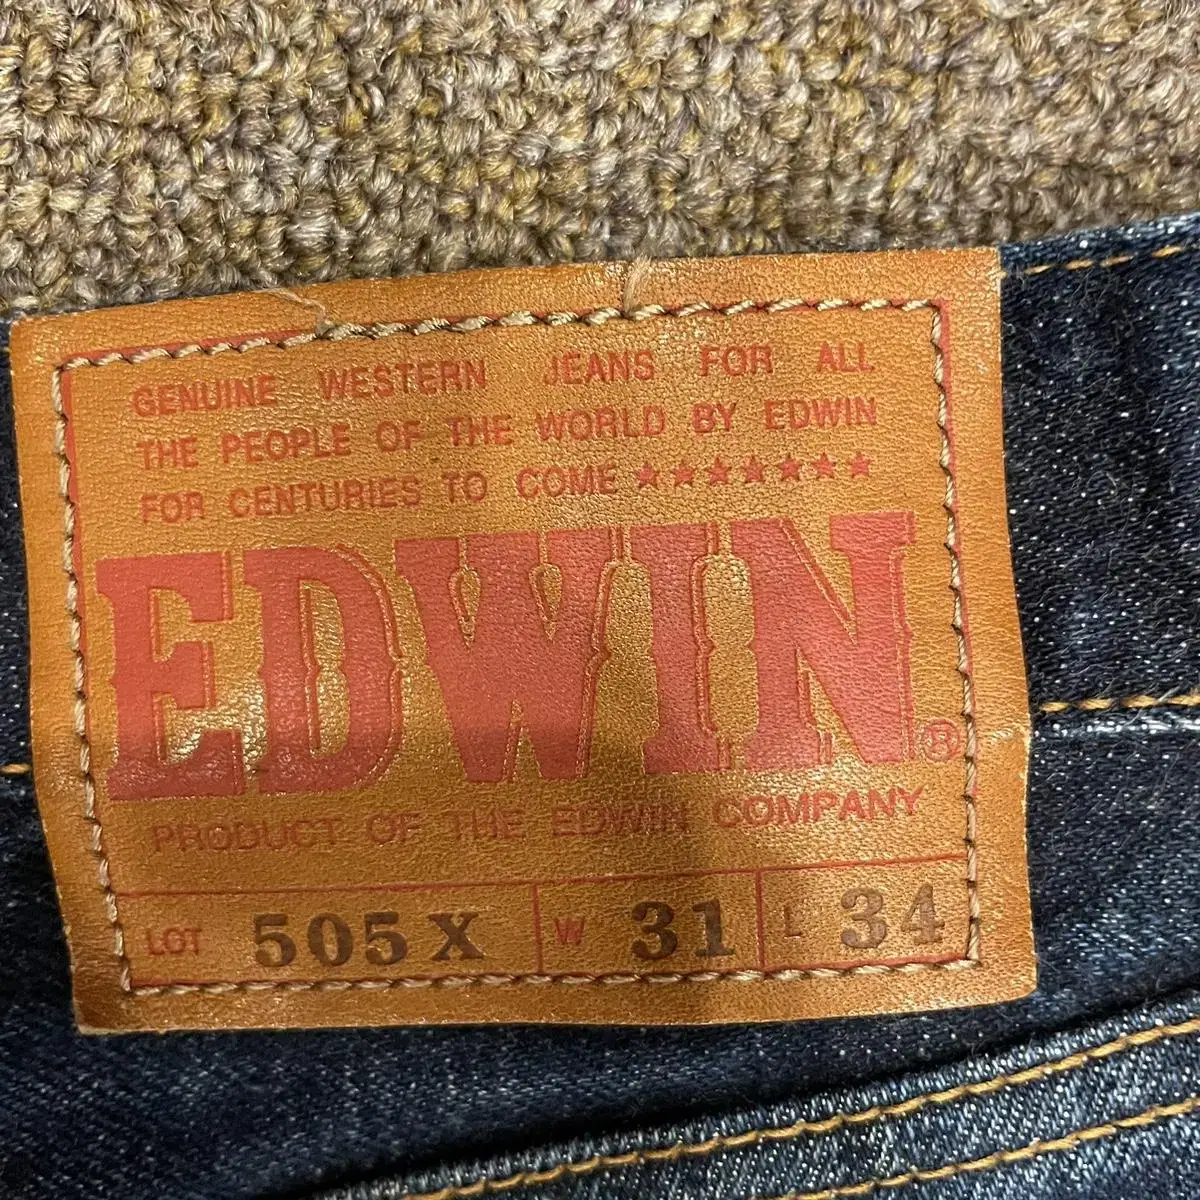 GENUINE WESTERN JEANS FOR ALL
THE PEOPLE OF THE WORLD BY EDWIN
FOR CENTURIES TO COME ★★★★★★★
EDWIN®
PRODUCT OF THE EDWIN COMPANY
LOT 505X W 31 L 34